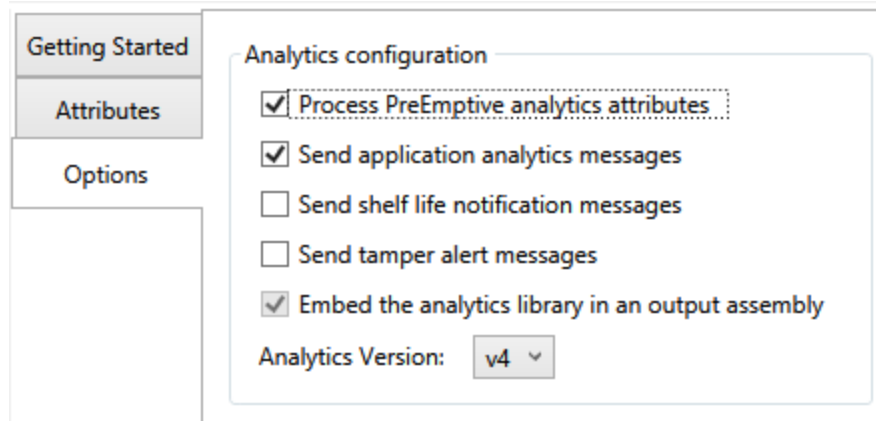 Getting Started
Attributes
Options
Analytics configuration
Process PreEmptive analytics attributes
Send application analytics messages
Send shelf life notification messages
Send tamper alert messages
Embed the analytics library in an output assembly
Analytics Version: v4